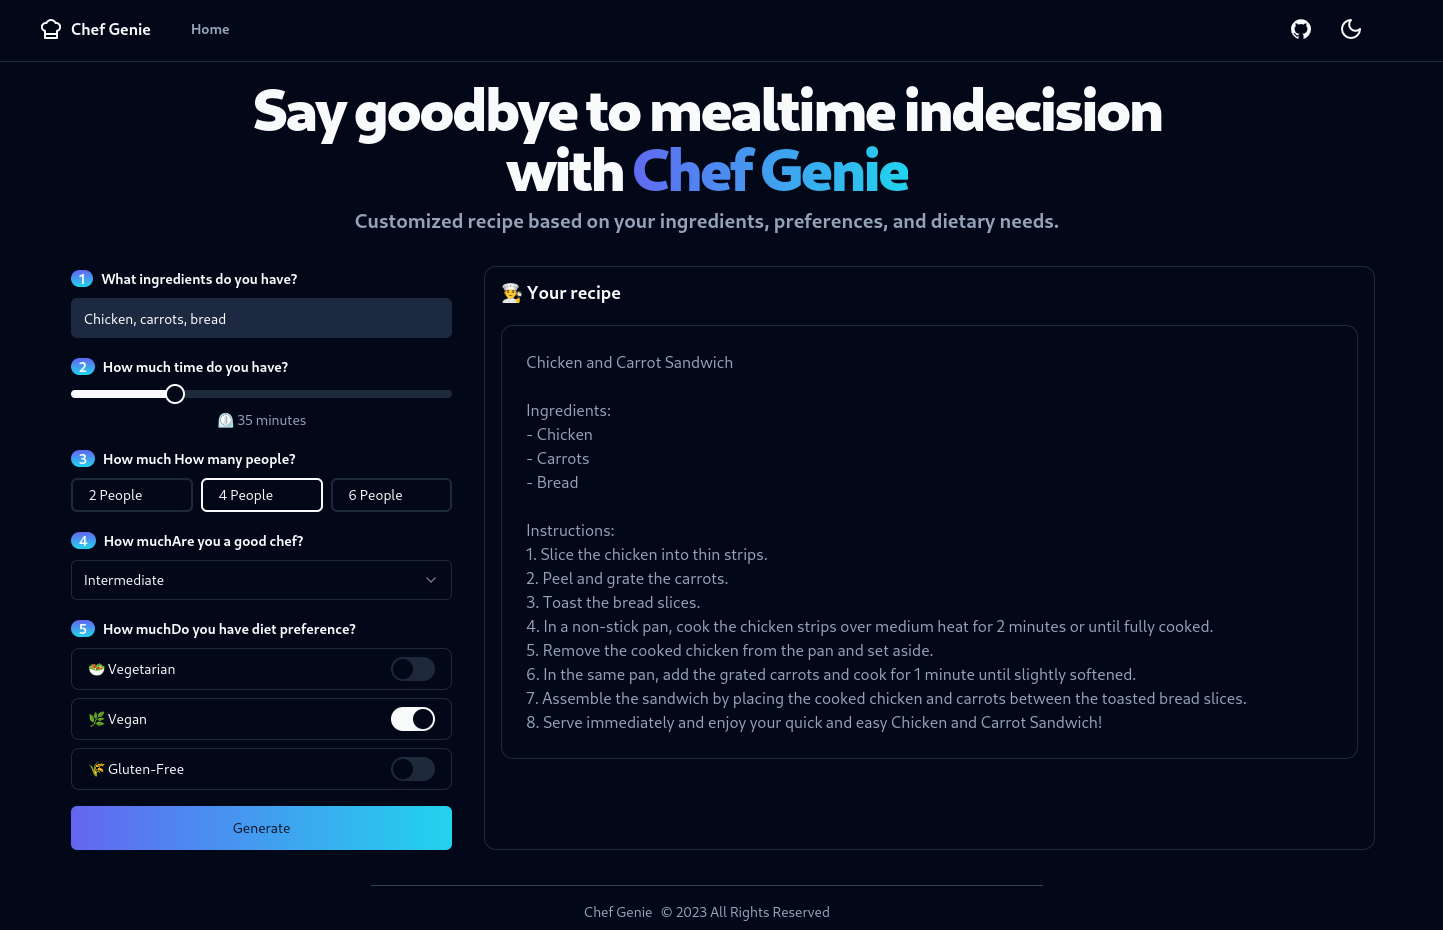 Chef Genie
Home
Say goodbye to mealtime indecision
with Chef Genie
Customized recipe based on your ingredients, preferences, and dietary needs.
1 What ingredients do you have?
Chicken, carrots, bread
2 How much time do you have?
35 minutes
3 How much How many people?
2 People
4 People
6 People
4 How muchAre you a good chef?
Intermediate
5 How muchDo you have diet preference?
Vegetarian
Vegan
Gluten-Free
Generate
Your recipe
Chicken and Carrot Sandwich
Ingredients:
- Chicken
- Carrots
- Bread
Instructions:
1. Slice the chicken into thin strips.
2. Peel and grate the carrots.
3. Toast the bread slices.
4. In a non-stick pan, cook the chicken strips over medium heat for 2 minutes or until fully cooked.
5. Remove the cooked chicken from the pan and set aside.
6. In the same pan, add the grated carrots and cook for 1 minute until slightly softened.
7. Assemble the sandwich by placing the cooked chicken and carrots between the toasted bread slices.
8. Serve immediately and enjoy your quick and easy Chicken and Carrot Sandwich!
Chef Genie © 2023 All Rights Reserved